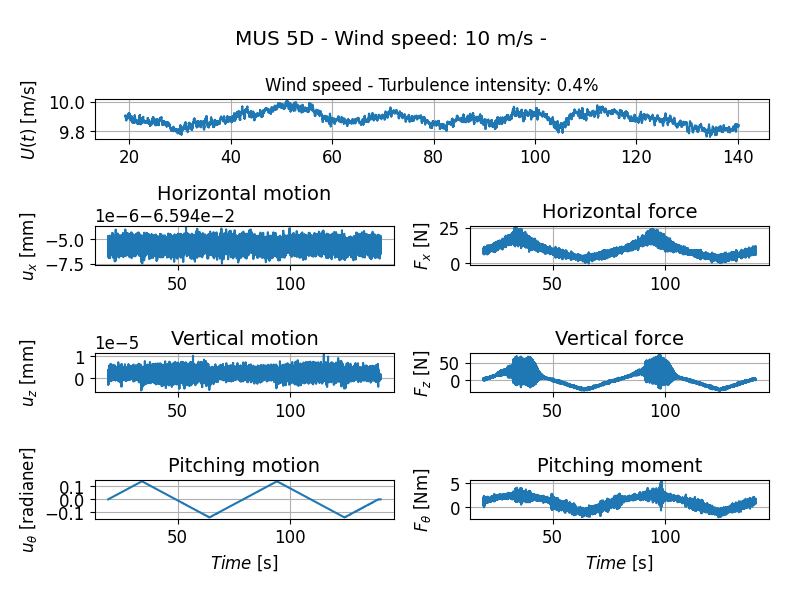 MUS 5D - Wind speed: 10 m/s -
Wind speed - Turbulence intensity: 0.4%
U(t) [m/s]
10.0
9.8
20 40 60 80 100 120 140
Horizontal motion
1e−6−6.594e−2
u_x [mm]
−5.0
−7.5
50 100
Horizontal force
F_x [N]
25
0
50 100
Vertical motion
1e−5
u_z [mm]
1
0
50 100
Vertical force
F_z [N]
50
0
50 100
Pitching motion
u_θ [radianer]
0.1
0.0
−0.1
50 100
Time [s]
Pitching moment
F_θ [Nm]
5
0
50 100
Time [s]